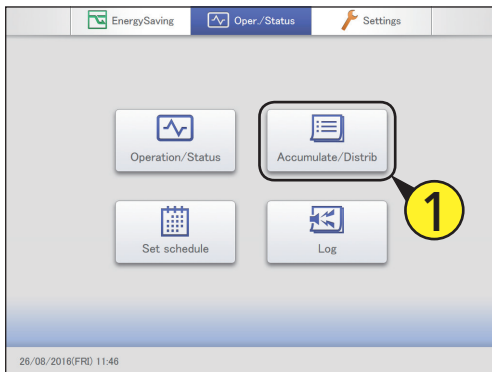 EnergySaving Oper./Status Settings
Operation/Status Accumulate/Distrib
1
Set schedule Log
26/08/2016(FRI) 11:46